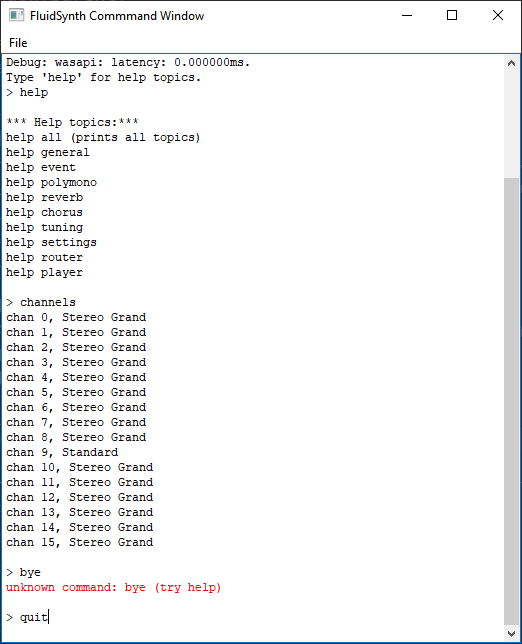 FluidSynth Commmand Window
File
Debug: wasapi: latency: 0.000000ms.
Type 'help' for help topics.
> help
*** Help topics:***
help all (prints all topics)
help general
help event
help polymono
help reverb
help chorus
help tuning
help settings
help router
help player
> channels
chan 0, Stereo Grand
chan 1, Stereo Grand
chan 2, Stereo Grand
chan 3, Stereo Grand
chan 4, Stereo Grand
chan 5, Stereo Grand
chan 6, Stereo Grand
chan 7, Stereo Grand
chan 8, Stereo Grand
chan 9, Standard
chan 10, Stereo Grand
chan 11, Stereo Grand
chan 12, Stereo Grand
chan 13, Stereo Grand
chan 14, Stereo Grand
chan 15, Stereo Grand
> bye
unknown command: bye (try help)
> quit